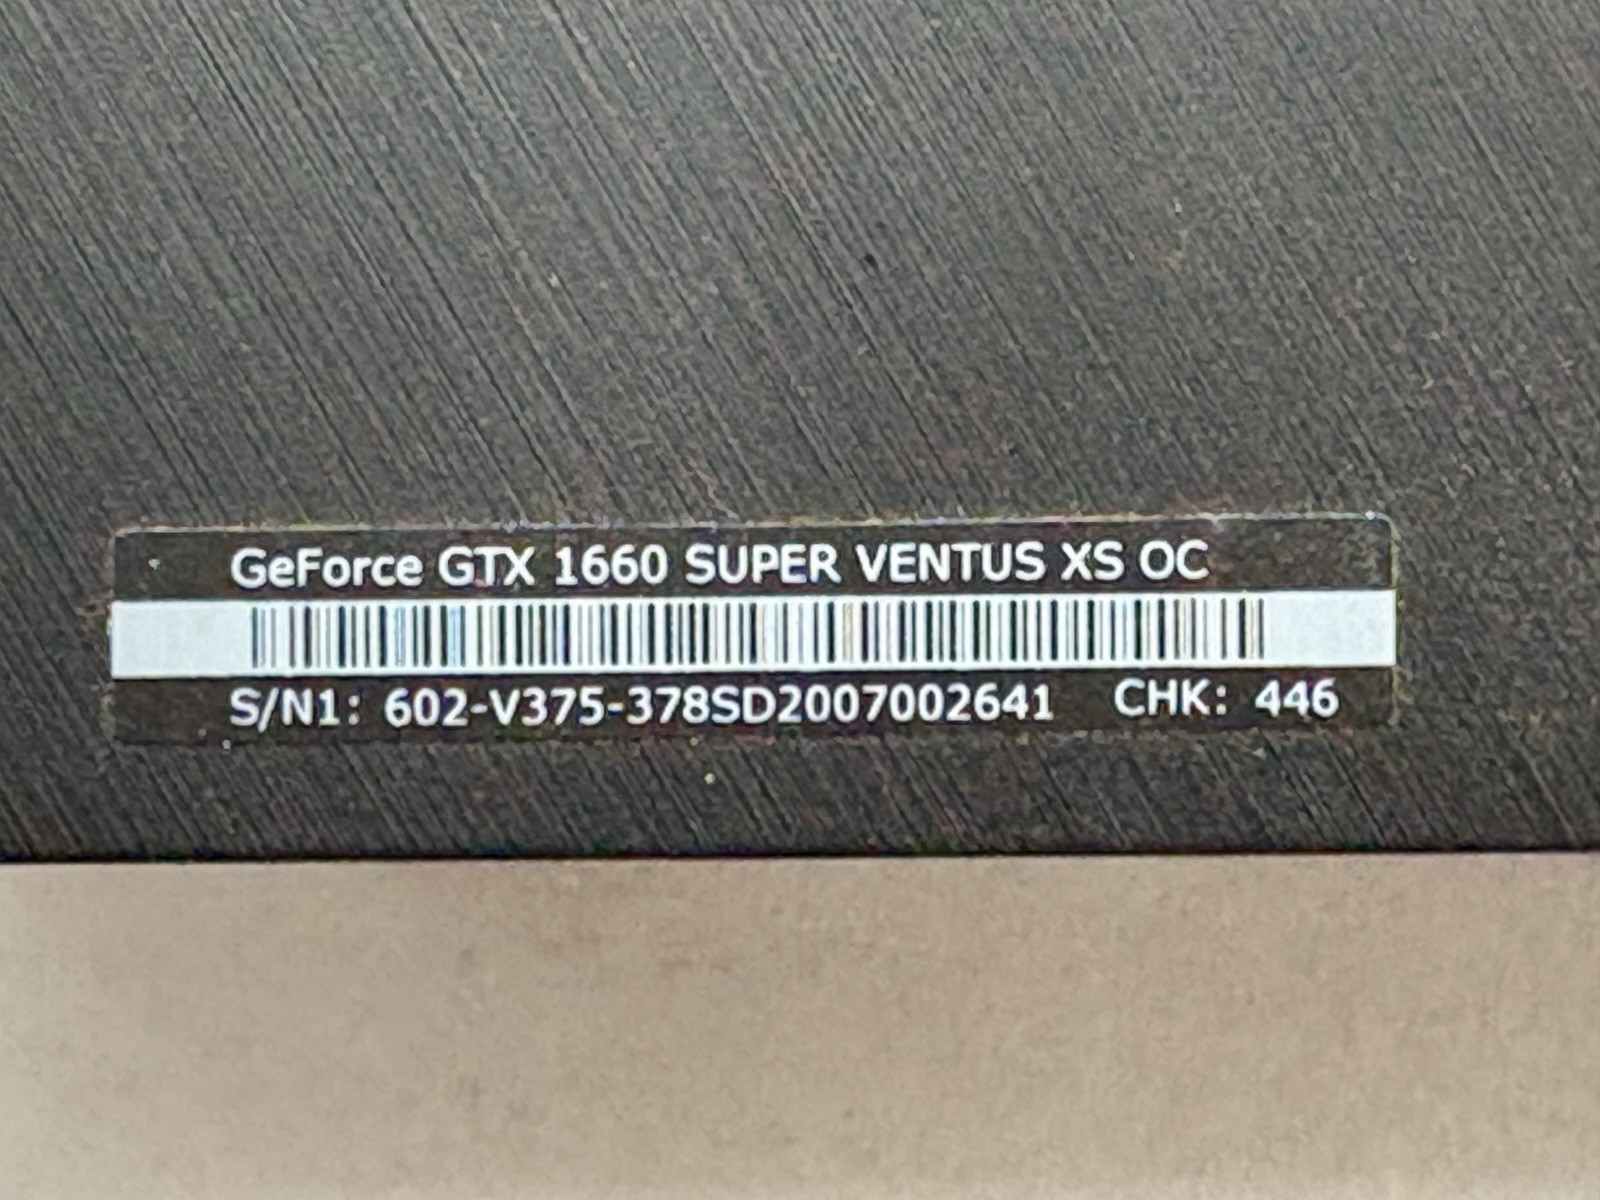 GeForce GTX 1660 SUPER VENTUS XS OC
S/N1: 602-V375-378SD2007002641 CHK: 446